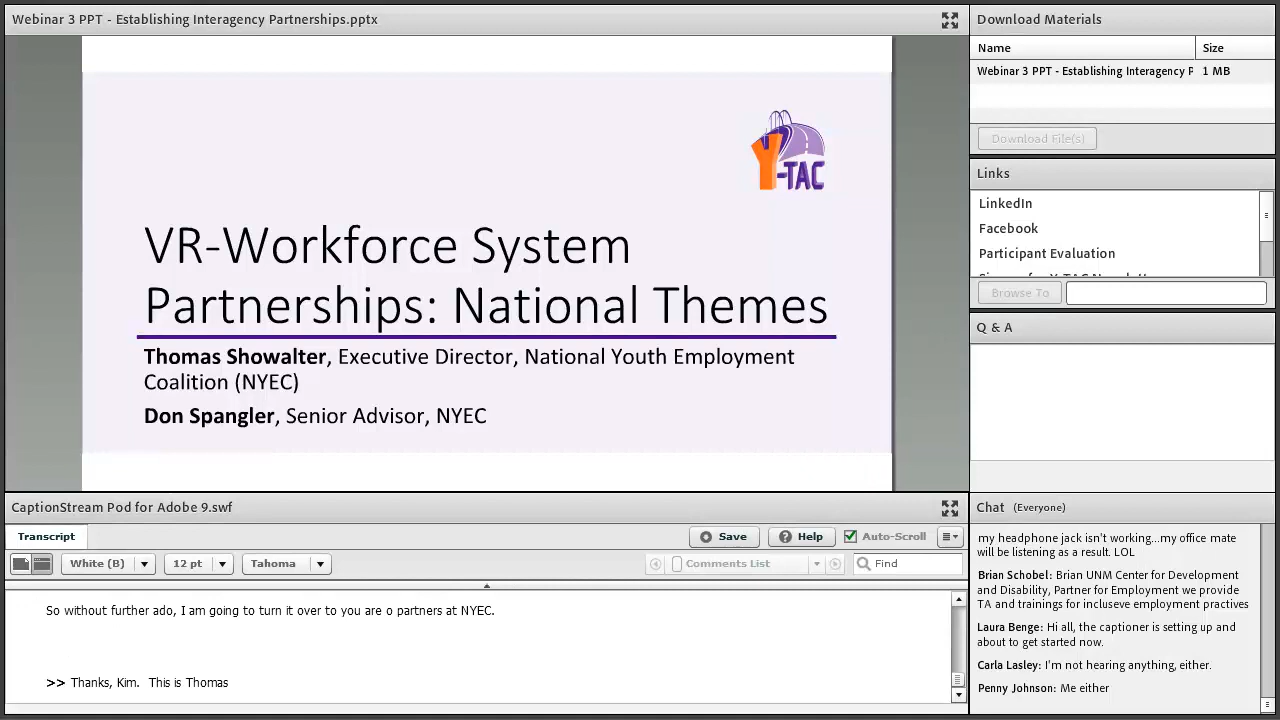 Webinar 3 PPT - Establishing Interagency Partnerships.pptx
Y-TAC
VR-Workforce System
Partnerships: National Themes
Thomas Showalter, Executive Director, National Youth Employment
Coalition (NYEC)
Don Spangler, Senior Advisor, NYEC
CaptionStream Pod for Adobe 9.swf
Transcript
Save
Help
Auto-Scroll
White (B)
12 pt
Tahoma
Comments List
Find
So without further ado, I am going to turn it over to you are o partners at NYEC.
>> Thanks, Kim.  This is Thomas
Download Materials
Name Size
Webinar 3 PPT - Establishing Interagency P 1 MB
Download File(s)
Links
LinkedIn
Facebook
Participant Evaluation
Browse To
Q & A
Chat (Everyone)
my headphone jack isn't working...my office mate
will be listening as a result. LOL
Brian Schobel: Brian UNM Center for Development
and Disability, Partner for Employment we provide
TA and trainings for incluseve employment practives
Laura Benge: Hi all, the captioner is setting up and
about to get started now.
Carla Lasley: I'm not hearing anything, either.
Penny Johnson: Me either